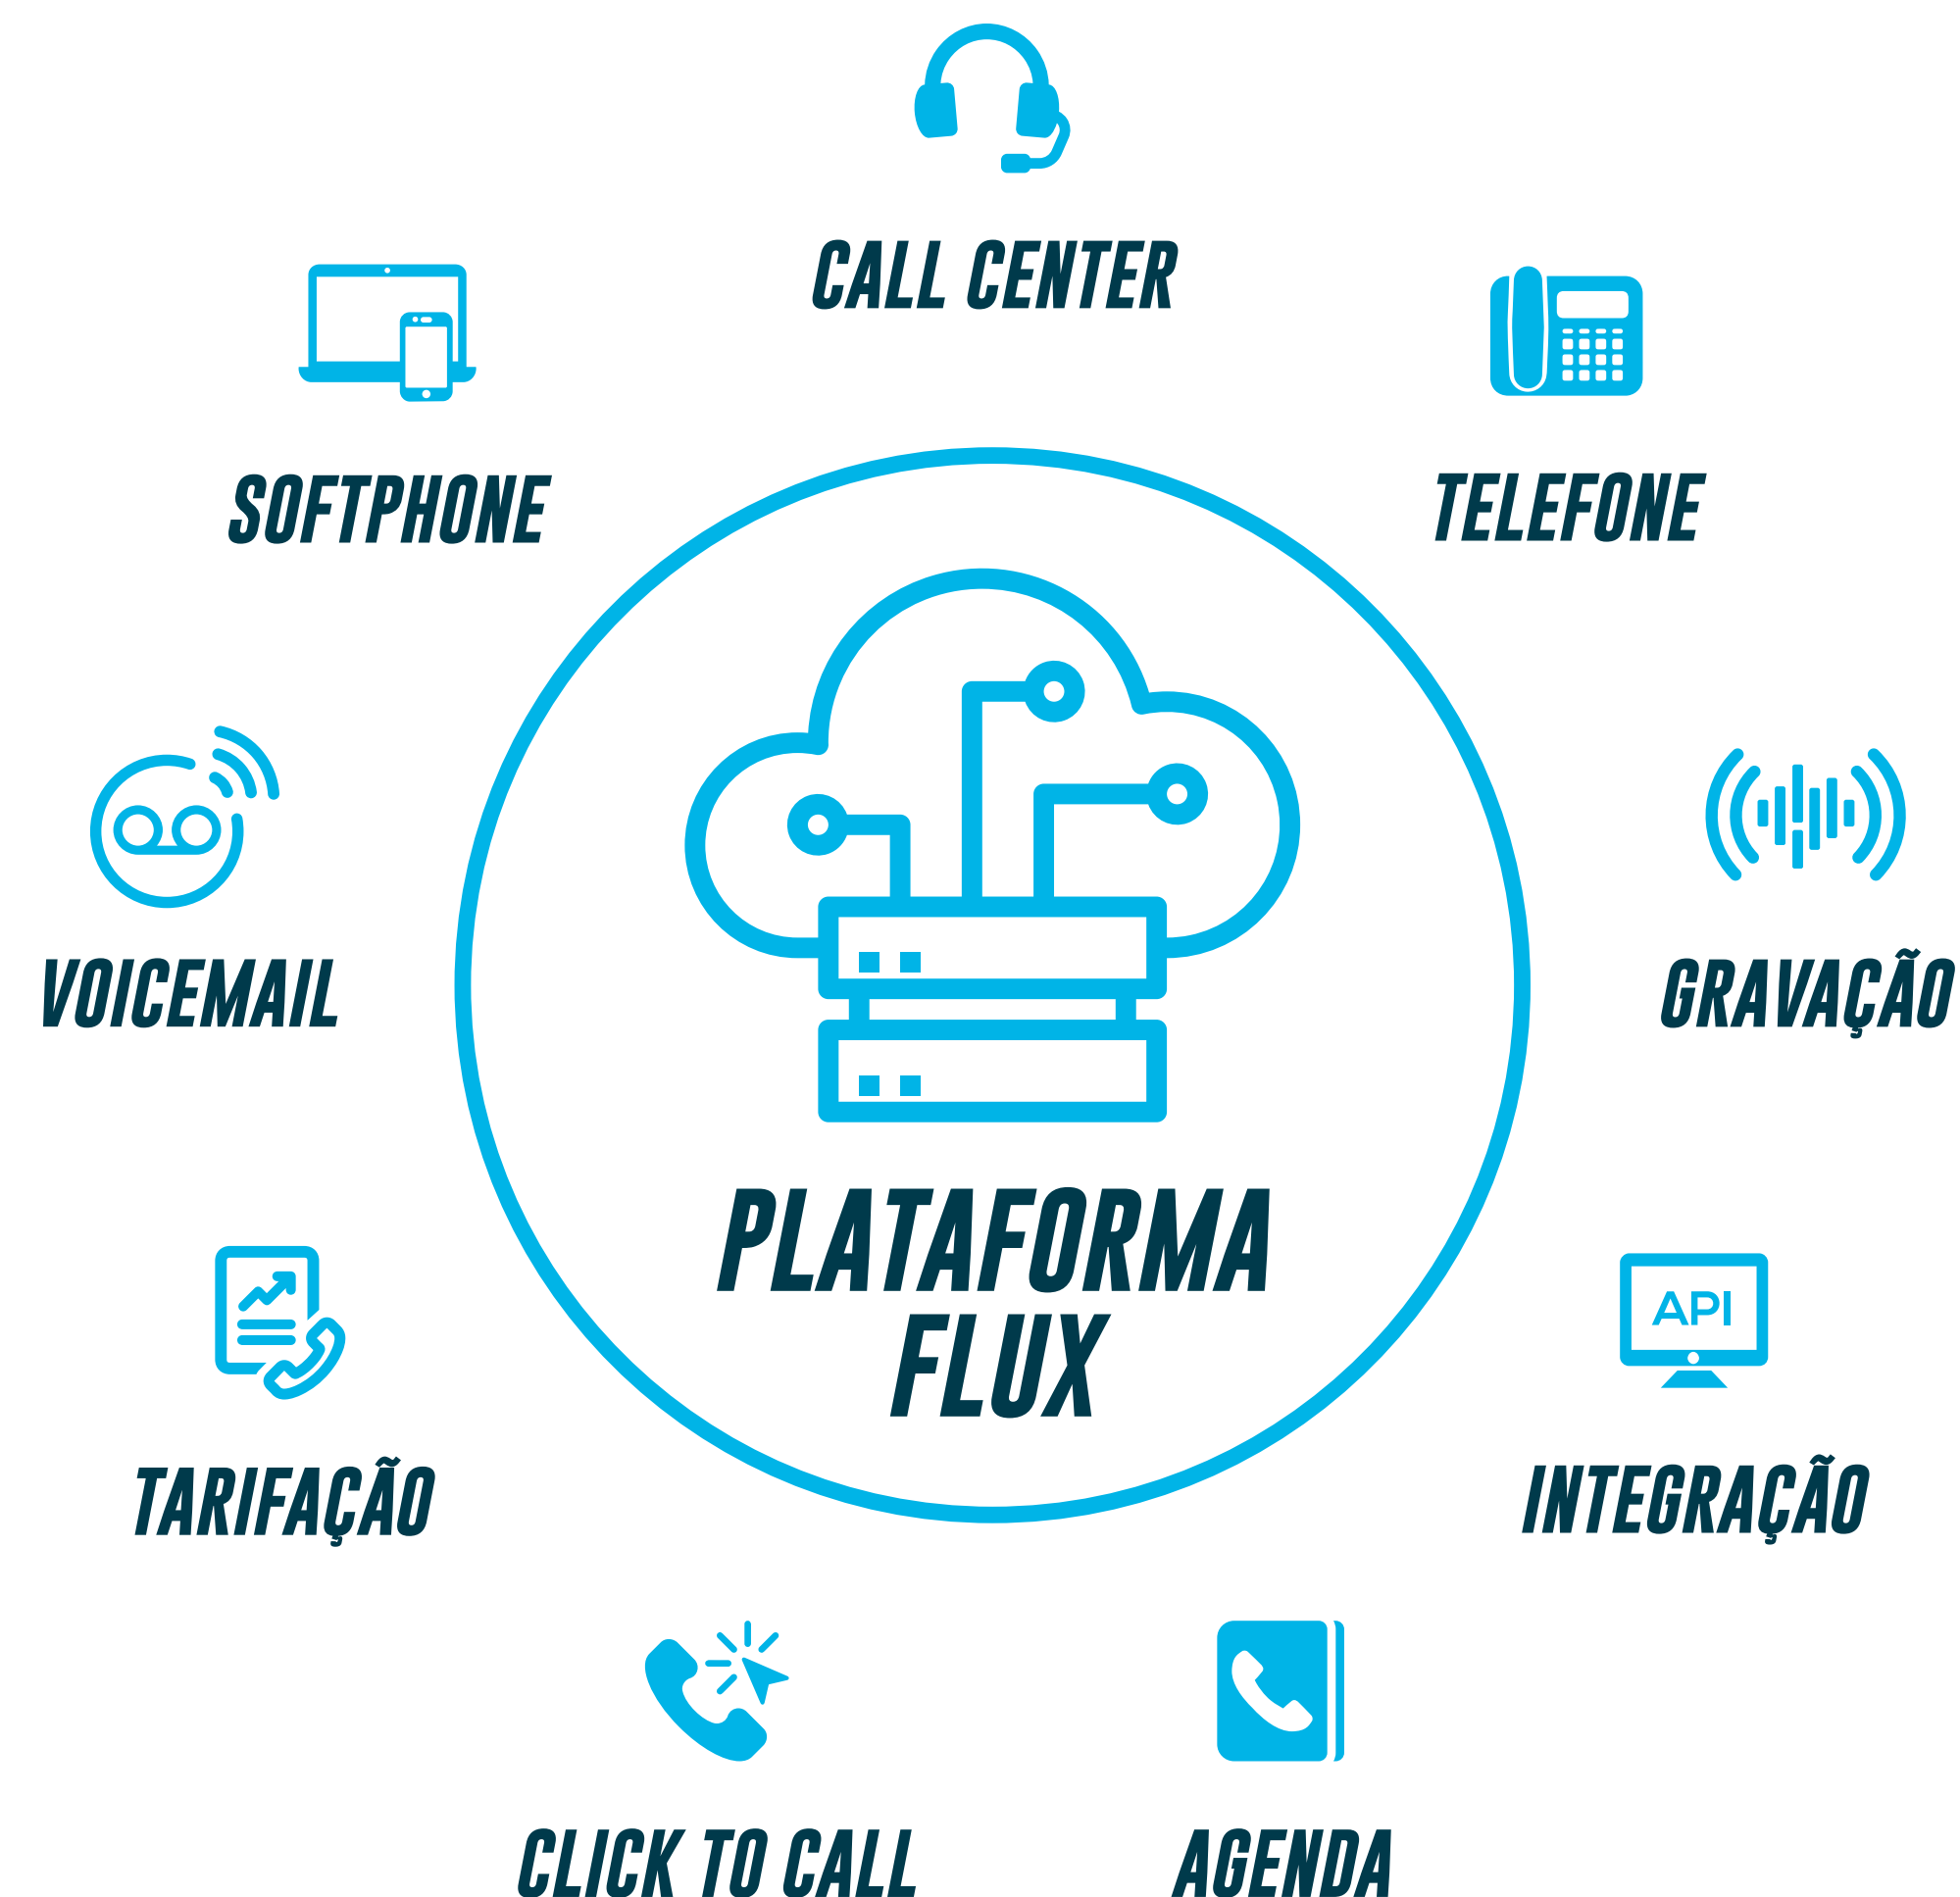 CALL CENTER
SOFTPHONE
TELEFONE
VOICEMAIL
GRAVAÇÃO
PLATAFORMA
FLUX
API
TARIFAÇÃO
INTEGRAÇÃO
CLICK TO CALL
AGENDA